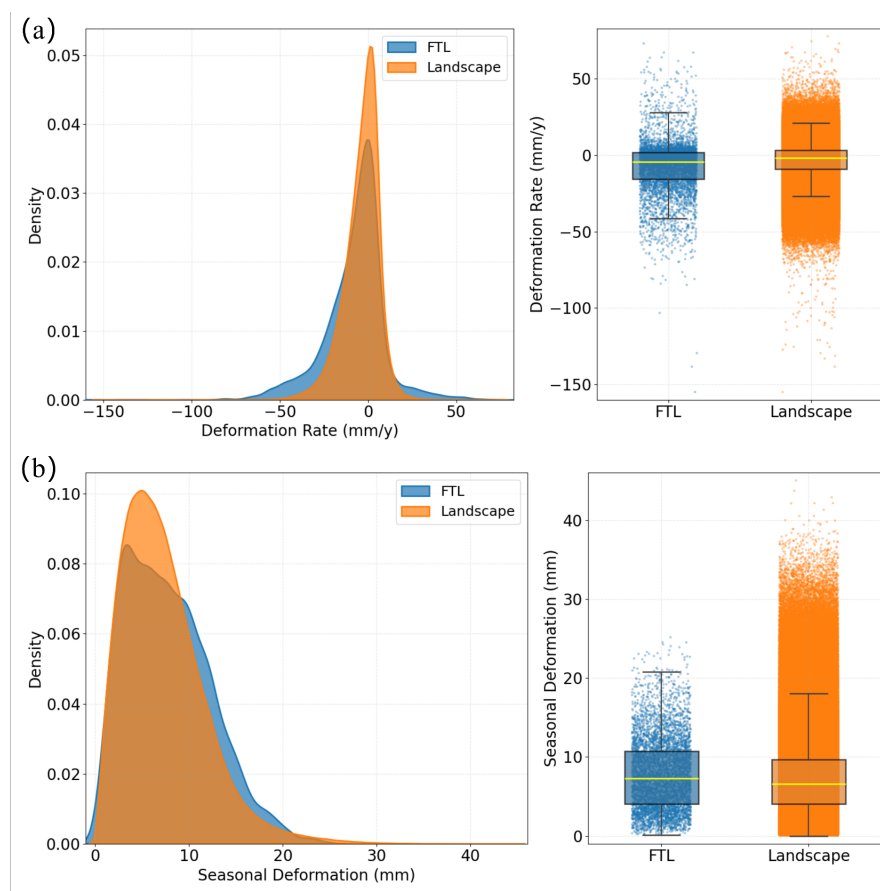 (a)
FTL
Landscape
0.05
0.04
0.03
0.02
0.01
0.00
Density
−150
−100
−50
0
50
Deformation Rate (mm/y)
50
0
−50
−100
−150
Deformation Rate (mm/y)
FTL
Landscape
(b)
FTL
Landscape
0.10
0.08
0.06
0.04
0.02
0.00
Density
0
10
20
30
40
Seasonal Deformation (mm)
40
30
20
10
0
Seasonal Deformation (mm)
FTL
Landscape